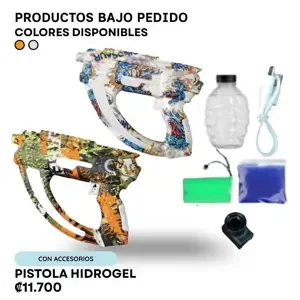 PRODUCTOS BAJO PEDIDO
COLORES DISPONIBLES
CON ACCESORIOS
PISTOLA HIDROGEL
₡11.700